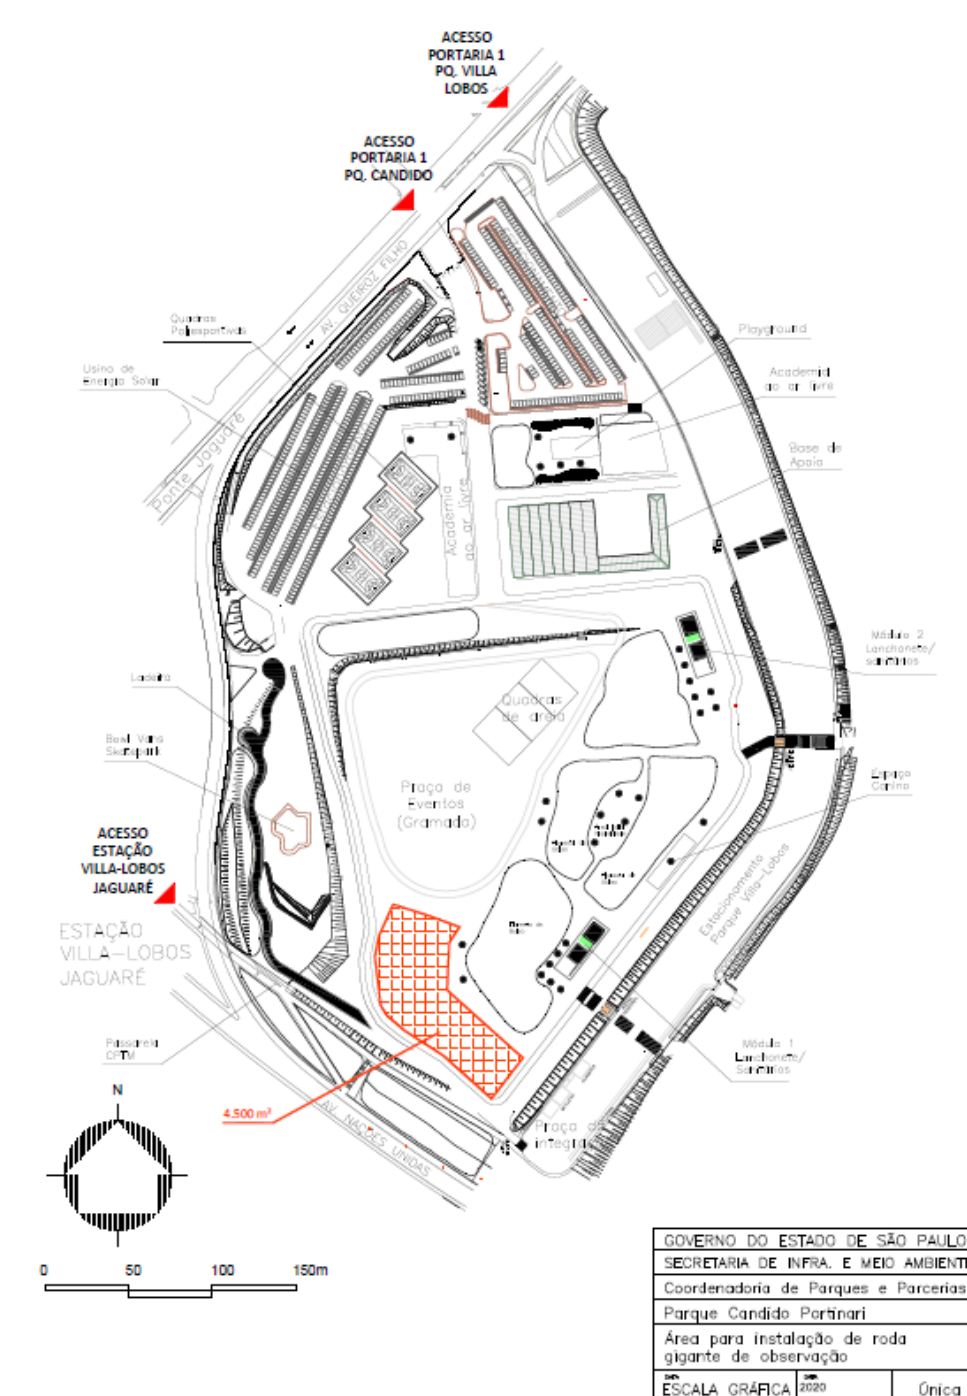 ACESSO
PORTARIA 1
PQ. VILLA
LOBOS
ACESSO
PORTARIA 1
PQ. CANDIDO
AV. QUEIROZ FILHO
Quadras
Poliesportivas
Usina de
Energia Solar
Ponte Jaguaré
Playground
Academia
ao ar livre
Base de
Apoio
Academia
ao ar livre
Módulo 2
Lanchonete/
sanitários
Ladeira
Quadras
de areia
Bowl Vans
Skatepark
Praça de
Eventos
(Gramada)
Espaço
Canino
ACESSO
ESTAÇÃO
VILLA-LOBOS
JAGUARÉ
ESTAÇÃO
VILLA-LOBOS
JAGUARÉ
Estacionamento
Parque Villa-Lobos
Passarela
CPTM
Módulo 1
Lanchonete/
Sanitários
4.500 m²
AV. NAÇÕES UNIDAS
Praça de
N
0 50 100 150m
GOVERNO DO ESTADO DE SÃO PAULO
SECRETARIA DE INFRA. E MEIO AMBIENTE
Coordenadoria de Parques e Parcerias
Parque Candido Portinari
Área para instalação de roda
gigante de observação
ESCALA GRÁFICA 2020 Única